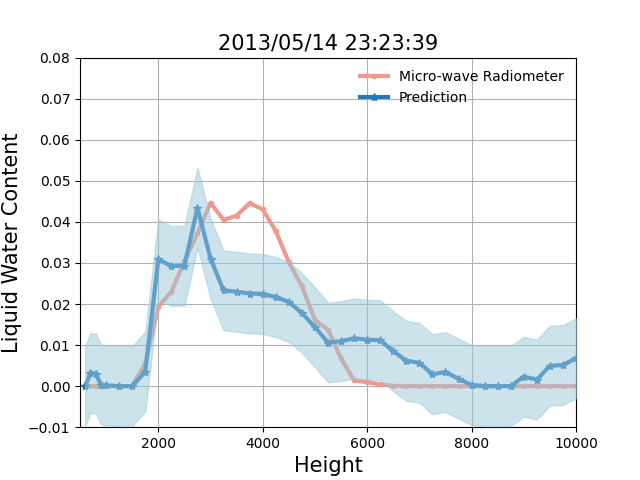 2013/05/14 23:23:39
Liquid Water Content
0.08
0.07
0.06
0.05
0.04
0.03
0.02
0.01
0.00
−0.01
Micro-wave Radiometer
Prediction
2000 4000 6000 8000 10000
Height